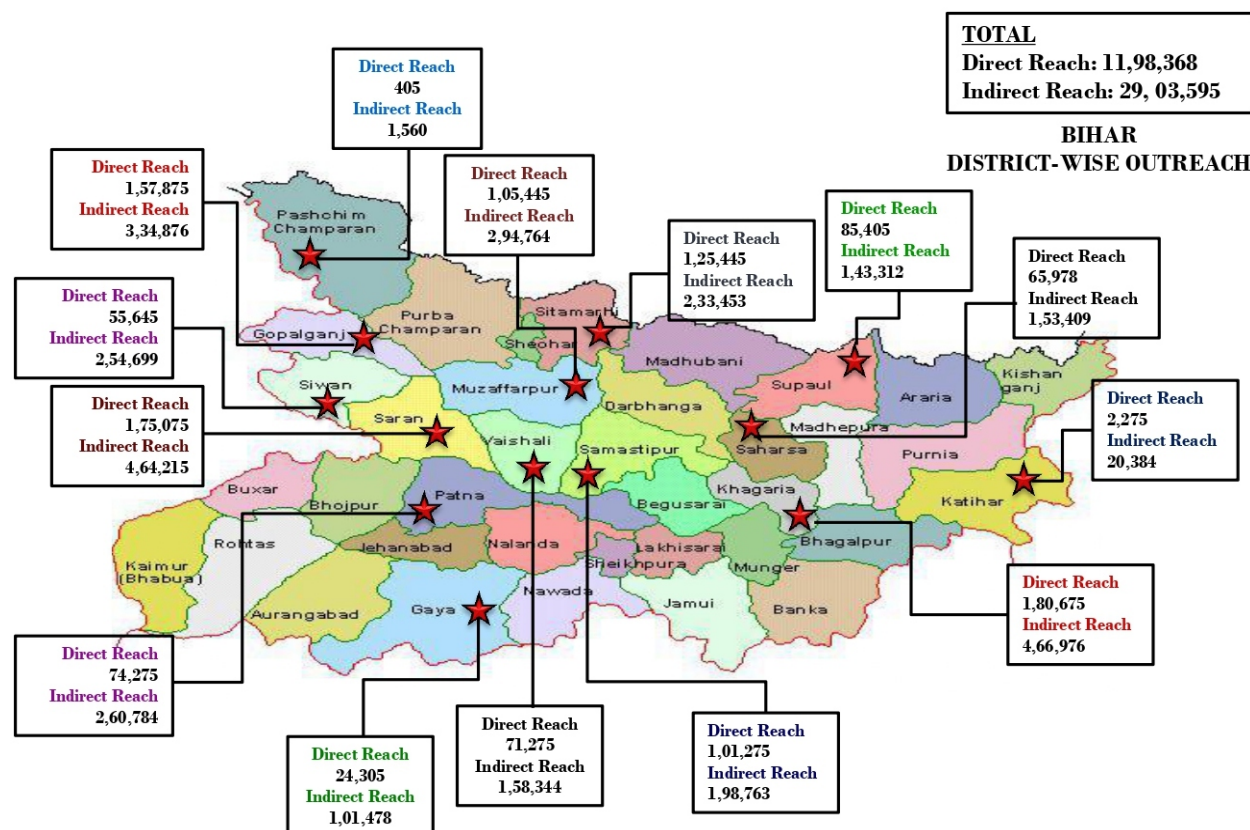 TOTAL
Direct Reach: 11,98,368
Indirect Reach: 29, 03,595
BIHAR
DISTRICT-WISE OUTREACH
Direct Reach
405
Indirect Reach
1,560
Direct Reach
1,57,875
Indirect Reach
3,34,876
Direct Reach
1,05,445
Indirect Reach
2,94,764
Direct Reach
1,25,445
Indirect Reach
2,33,453
Direct Reach
85,405
Indirect Reach
1,43,312
Direct Reach
65,978
Indirect Reach
1,53,409
Direct Reach
55,645
Indirect Reach
2,54,699
Direct Reach
1,75,075
Indirect Reach
4,64,215
Direct Reach
2,275
Indirect Reach
20,384
Pashchim
Champaran
Gopalganj
Purba
Champaran
Sitamarhi
Sheohar
Madhubani
Siwan
Muzaffarpur
Supaul
Araria
Kishan
ganj
Saran
Darbhanga
Madhepura
Vaishali
Samastipur
Saharsa
Purnia
Buxar
Bhojpur
Patna
Begusarai
Khagaria
Katihar
Rohtas
Jehanabad
Nalanda
Lakhisarai
Bhagalpur
Kaimur
(Bhabua)
Sheikhpura
Munger
Aurangabad
Gaya
Nawada
Jamui
Banka
Direct Reach
1,80,675
Indirect Reach
4,66,976
Direct Reach
74,275
Indirect Reach
2,60,784
Direct Reach
24,305
Indirect Reach
1,01,478
Direct Reach
71,275
Indirect Reach
1,58,344
Direct Reach
1,01,275
Indirect Reach
1,98,763